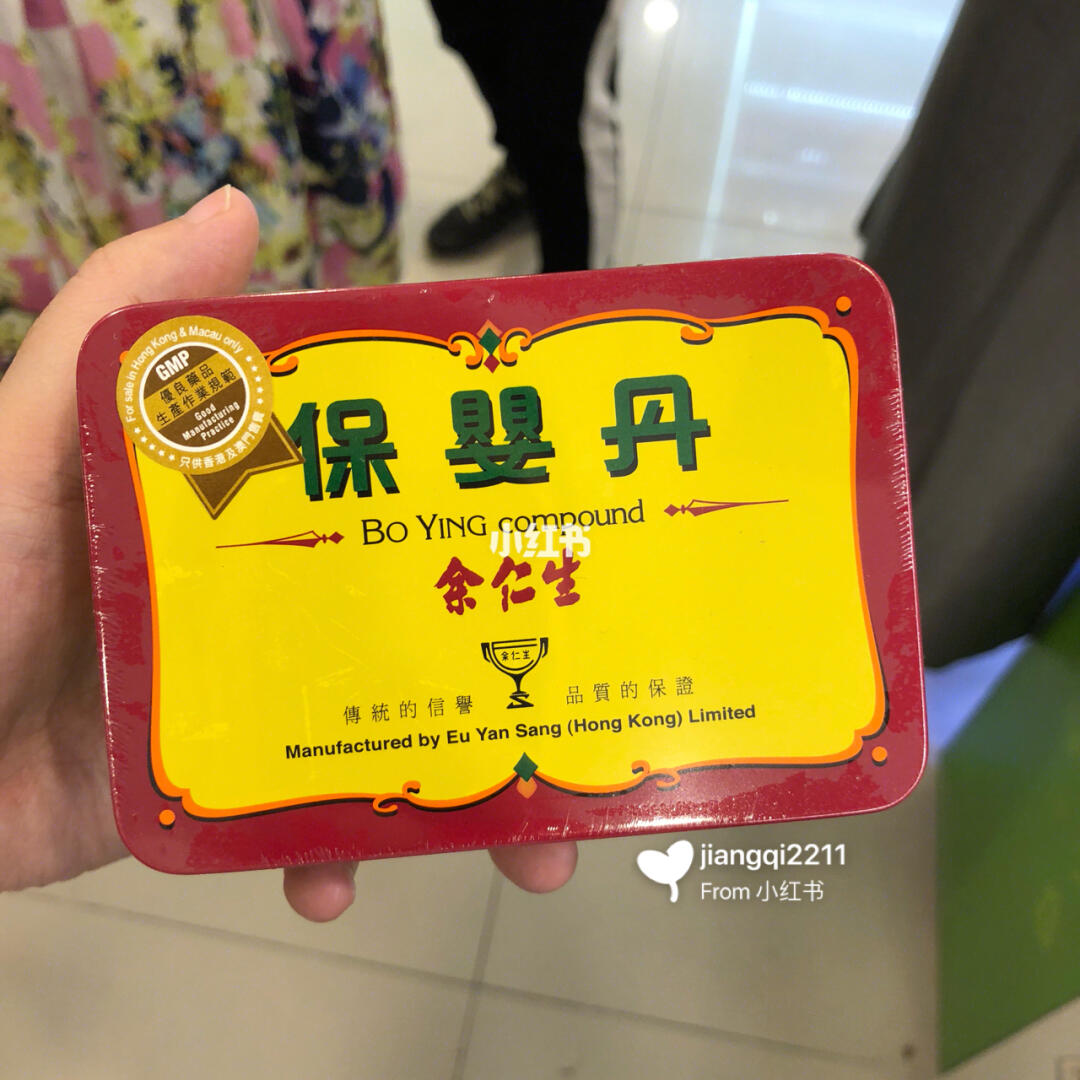 For sale in Hong Kong & Macau only
GMP
優良藥品
生產作業規範
Good
Manufacturing
Practice
只供香港及澳門售賣
保嬰丹
BO YING compound
小红书
余仁生
余仁生
傳統的信譽 品質的保證
Manufactured by Eu Yan Sang (Hong Kong) Limited
jiangqi2211
From 小红书